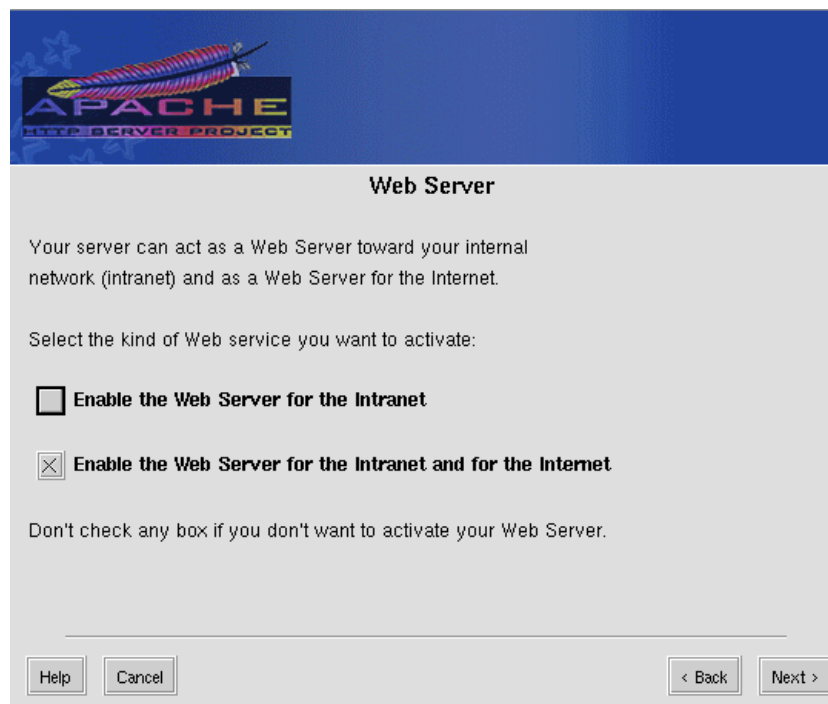 APACHE
HTTP SERVER PROJECT
Web Server
Your server can act as a Web Server toward your internal
network (intranet) and as a Web Server for the Internet.
Select the kind of Web service you want to activate:
Enable the Web Server for the Intranet
Enable the Web Server for the Intranet and for the Internet
Don't check any box if you don't want to activate your Web Server.
Help Cancel < Back Next >